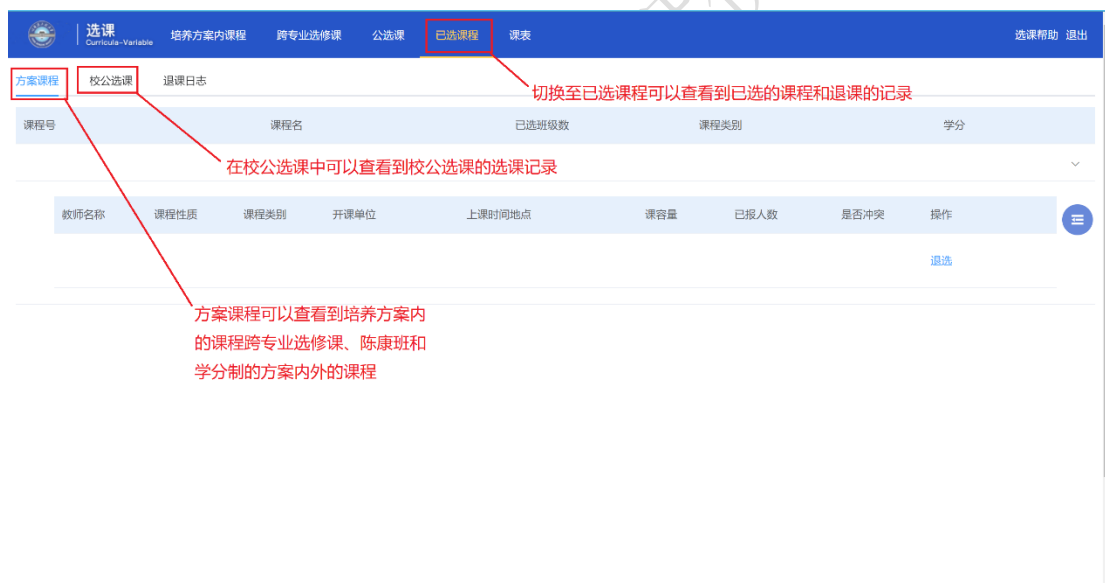 选课
Curricula-Variable
培养方案内课程 跨专业选修课 公选课 已选课程 课表 选课帮助 退出
方案课程 校公选课 退课日志
切换至已选课程可以查看到已选的课程和退课的记录
课程号 课程名 已选班级数 课程类别 学分
在校公选课中可以查看到校公选课的选课记录
教师名称 课程性质 课程类别 开课单位 上课时间地点 课容量 已报人数 是否冲突 操作
退选
方案课程可以查看到培养方案内
的课程跨专业选修课、陈康班和
学分制的方案内外的课程